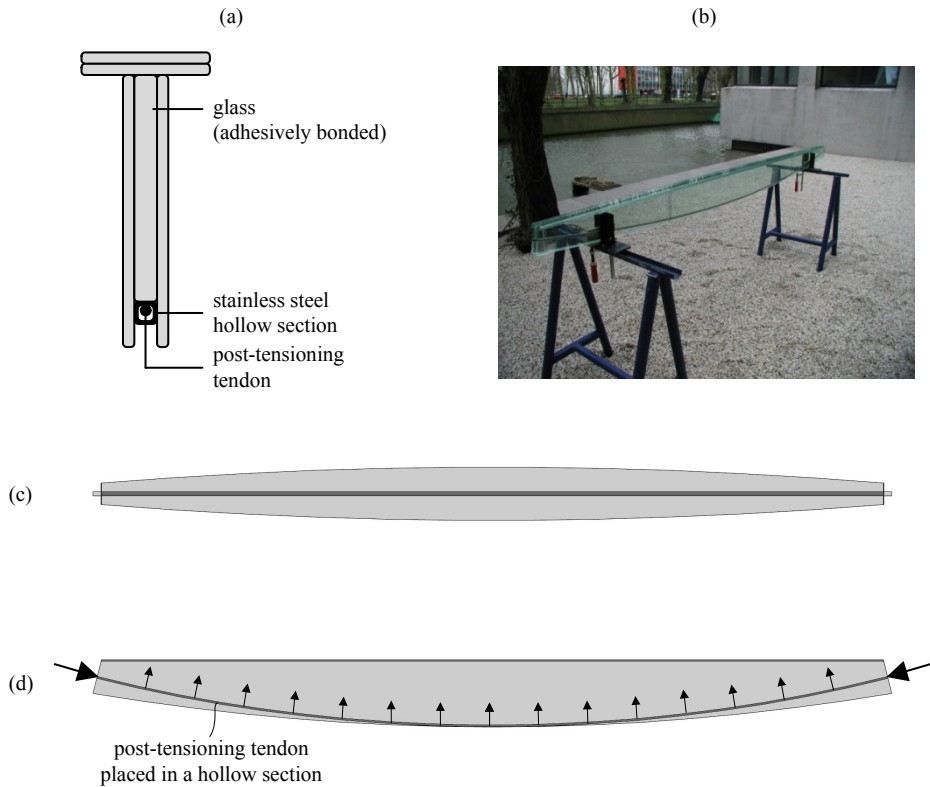 (a)
(b)
glass
(adhesively bonded)
stainless steel
hollow section
post-tensioning
tendon
(c)
(d)
post-tensioning tendon
placed in a hollow section